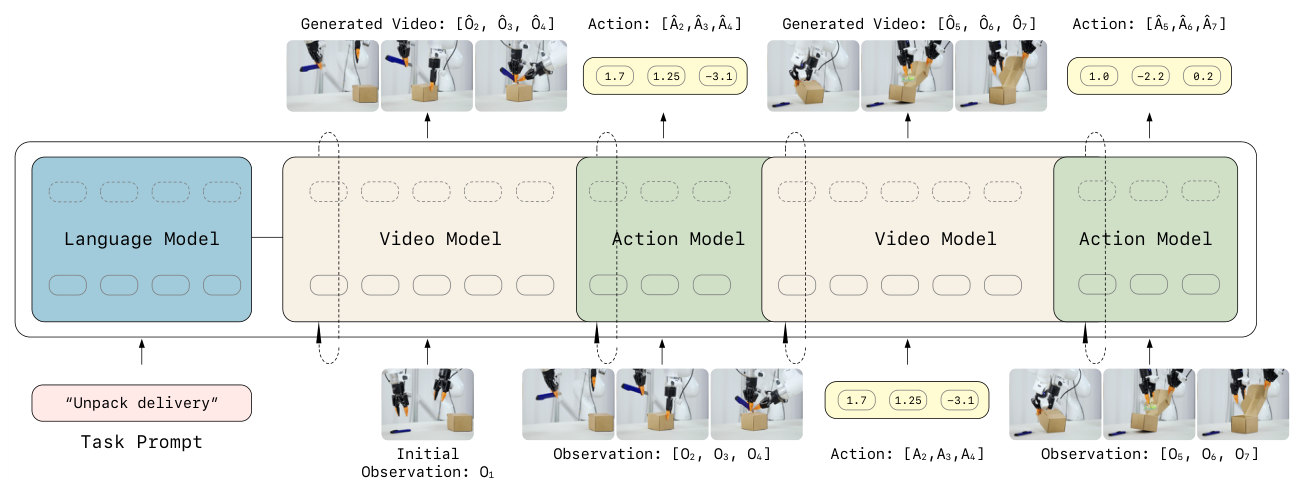 Generated Video: [Ô₂, Ô₃, Ô₄]
Action: [Â₂,Â₃,Â₄]
Generated Video: [Ô₅, Ô₆, Ô₇]
Action: [Â₅,Â₆,Â₇]
1.7 1.25 −3.1
1.0 −2.2 0.2
Language Model
Video Model
Action Model
Video Model
Action Model
“Unpack delivery“
Task Prompt
Initial
Observation: O₁
Observation: [O₂, O₃, O₄]
1.7 1.25 −3.1
Action: [A₂,A₃,A₄]
Observation: [O₅, O₆, O₇]